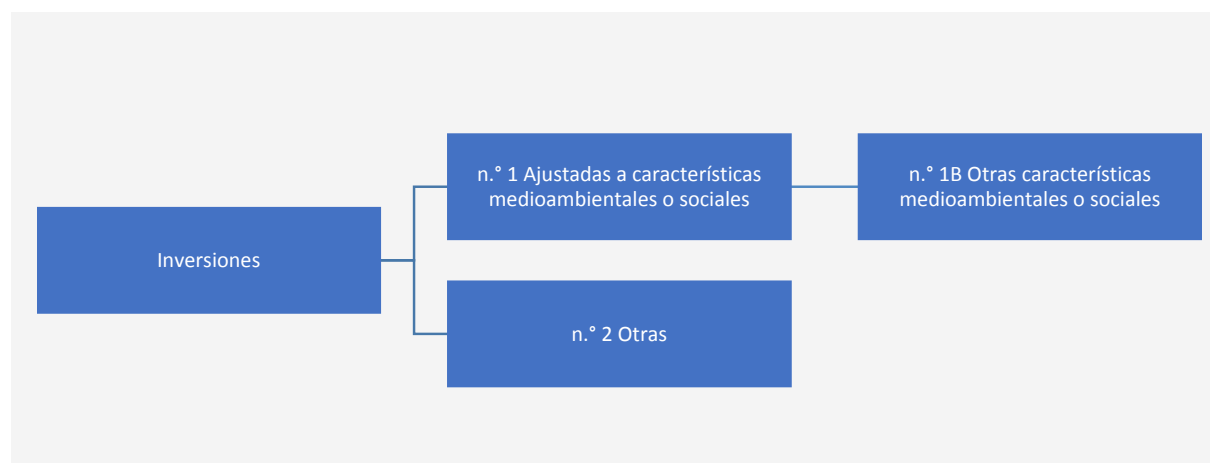 Inversiones
n.° 1 Ajustadas a características
medioambientales o sociales
n.° 1B Otras características
medioambientales o sociales
n.° 2 Otras